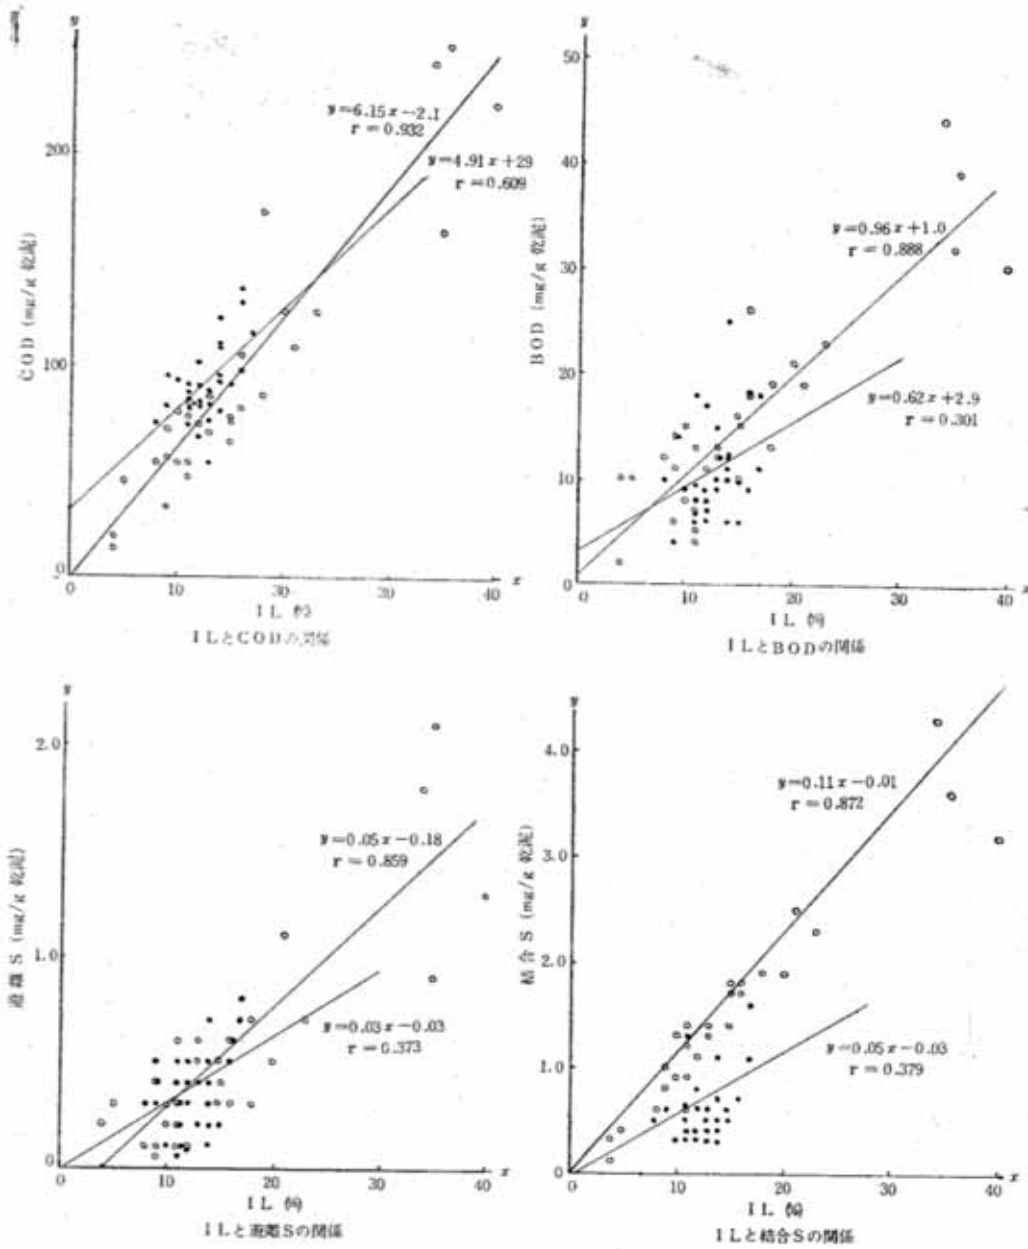 y
200
100
0
COD (mg/g 乾泥)
y=6.15x-2.1
r=0.932
y=4.91x+29
r=0.609
10
20
30
40
x
IL (%)
ILとCODの関係
y
50
40
30
20
10
0
BOD (mg/g 乾泥)
y=0.96x+1.0
r=0.888
y=0.62x+2.9
r=0.301
0
10
20
30
40
x
IL (%)
ILとBODの関係
y
2.0
1.0
0
遊離S (mg/g 乾泥)
y=0.05x-0.18
r=0.859
y=0.03x-0.03
r=0.373
0
10
20
30
40
x
IL (%)
ILと遊離Sの関係
y
4.0
3.0
2.0
1.0
0
結合S (mg/g 乾泥)
y=0.11x-0.01
r=0.872
y=0.05x-0.03
r=0.379
0
10
20
30
40
x
IL (%)
ILと結合Sの関係